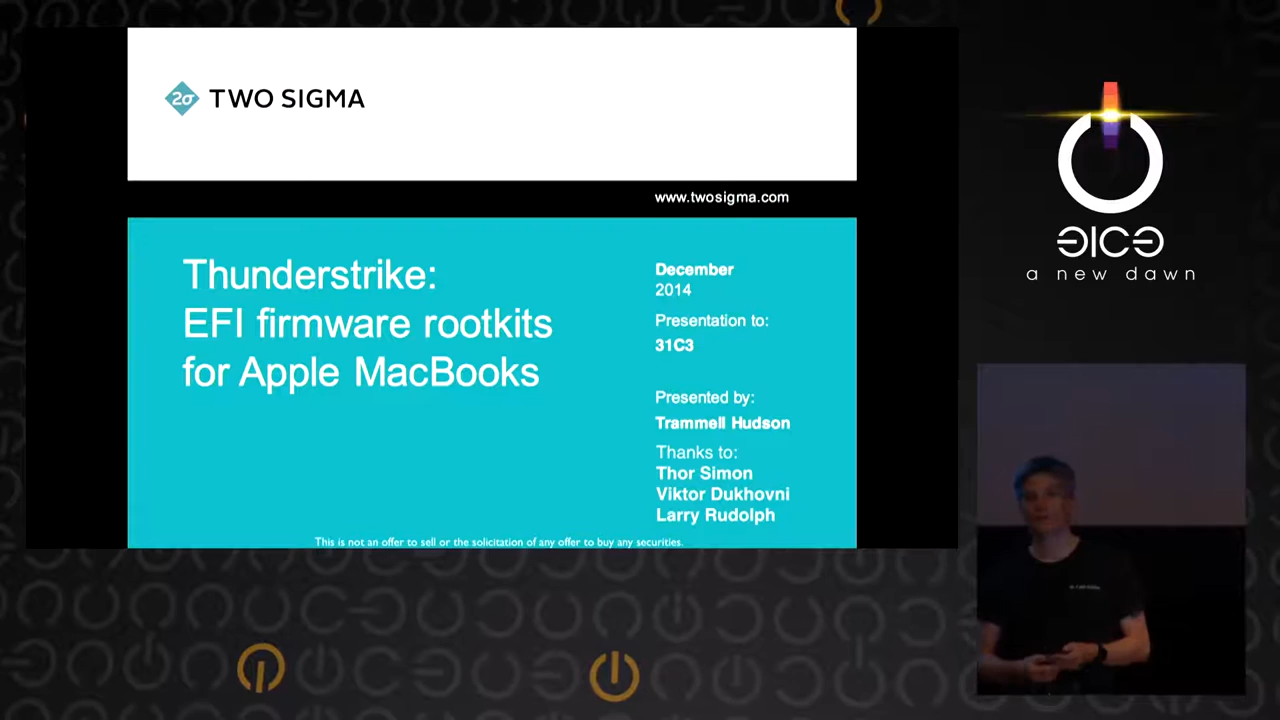 2σ TWO SIGMA
www.twosigma.com
Thunderstrike:
EFI firmware rootkits
for Apple MacBooks
December
2014
Presentation to:
31C3
Presented by:
Trammell Hudson
Thanks to:
Thor Simon
Viktor Dukhovni
Larry Rudolph
This is not an offer to sell or the solicitation of any offer to buy any securities.
31C3
a new dawn